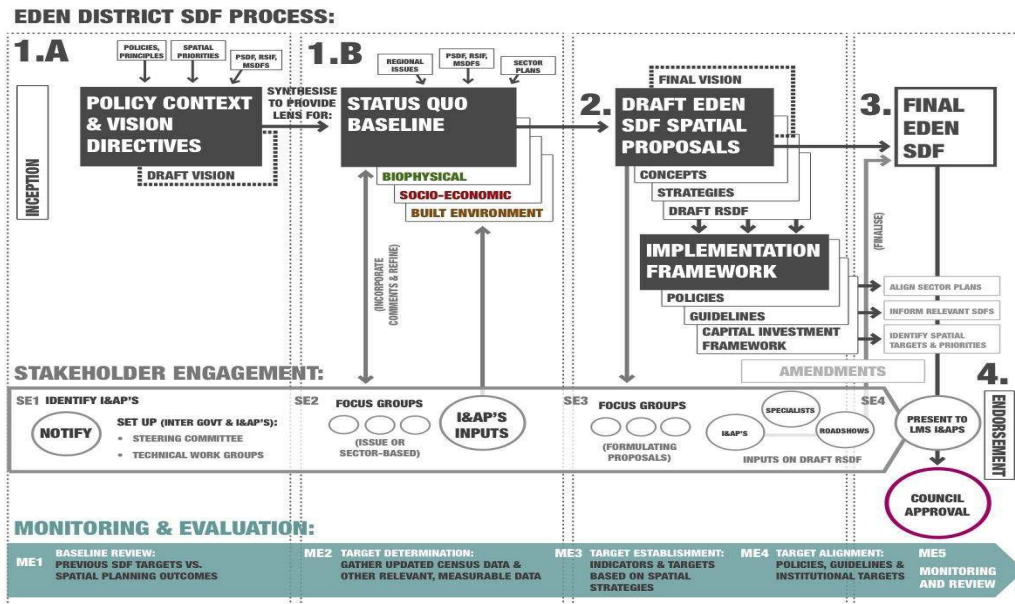 EDEN DISTRICT SDF PROCESS:
1.A
POLICIES,
PRINCIPLES
SPATIAL
PRIORITIES
PSDF, RSIF,
MSDFS
INCEPTION
POLICY CONTEXT
& VISION
DIRECTIVES
DRAFT VISION
SYNTHESISE
TO PROVIDE
LENS FOR:
1.B
REGIONAL
ISSUES
PSDF, RSIF,
MSDFS
SECTOR
PLANS
STATUS QUO
BASELINE
BIOPHYSICAL
SOCIO-ECONOMIC
BUILT ENVIRONMENT
(INCORPORATE
COMMENTS & REFINE)
2.
FINAL VISION
DRAFT EDEN
SDF SPATIAL
PROPOSALS
CONCEPTS
STRATEGIES
DRAFT RSDF
IMPLEMENTATION
FRAMEWORK
POLICIES
GUIDELINES
CAPITAL INVESTMENT
FRAMEWORK
3.
FINAL
EDEN
SDF
(FINALISE)
ALIGN SECTOR PLANS
INFORM RELEVANT SDFS
IDENTIFY SPATIAL
TARGETS & PRIORITIES
AMENDMENTS
4.
ENDORSEMENT
STAKEHOLDER ENGAGEMENT:
SE1 IDENTIFY I&AP'S
NOTIFY
SET UP (INTER GOVT & I&AP'S):
• STEERING COMMITTEE
• TECHNICAL WORK GROUPS
SE2
FOCUS GROUPS
(ISSUE OR
SECTOR-BASED)
I&AP'S
INPUTS
SE3
FOCUS GROUPS
(FORMULATING
PROPOSALS)
I&AP'S
SPECIALISTS
ROADSHOWS
INPUTS ON DRAFT RSDF
SE4
PRESENT TO
LMS I&APS
COUNCIL
APPROVAL
MONITORING & EVALUATION:
ME1
BASELINE REVIEW:
PREVIOUS SDF TARGETS VS.
SPATIAL PLANNING OUTCOMES
ME2
TARGET DETERMINATION:
GATHER UPDATED CENSUS DATA &
OTHER RELEVANT, MEASURABLE DATA
ME3
TARGET ESTABLISHMENT:
INDICATORS & TARGETS
BASED ON SPATIAL
STRATEGIES
ME4
TARGET ALIGNMENT:
POLICIES, GUIDELINES &
INSTITUTIONAL TARGETS
ME5
MONITORING
AND REVIEW